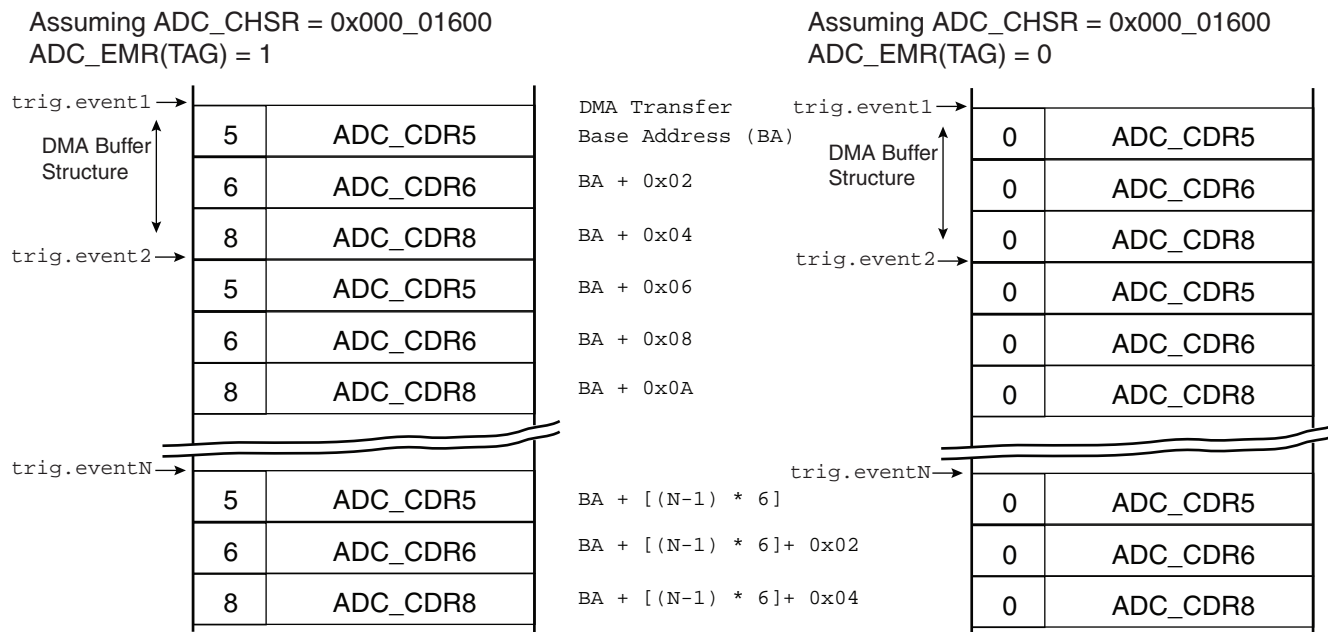 Assuming ADC_CHSR = 0x000_01600
ADC_EMR(TAG) = 1
trig.event1
DMA Buffer
Structure
5 ADC_CDR5
6 ADC_CDR6
8 ADC_CDR8
trig.event2
5 ADC_CDR5
6 ADC_CDR6
8 ADC_CDR8
trig.eventN
5 ADC_CDR5
6 ADC_CDR6
8 ADC_CDR8
DMA Transfer
Base Address (BA)
BA + 0x02
BA + 0x04
BA + 0x06
BA + 0x08
BA + 0x0A
BA + [(N-1) * 6]
BA + [(N-1) * 6]+ 0x02
BA + [(N-1) * 6]+ 0x04
Assuming ADC_CHSR = 0x000_01600
ADC_EMR(TAG) = 0
trig.event1
DMA Buffer
Structure
0 ADC_CDR5
0 ADC_CDR6
0 ADC_CDR8
trig.event2
0 ADC_CDR5
0 ADC_CDR6
0 ADC_CDR8
trig.eventN
0 ADC_CDR5
0 ADC_CDR6
0 ADC_CDR8